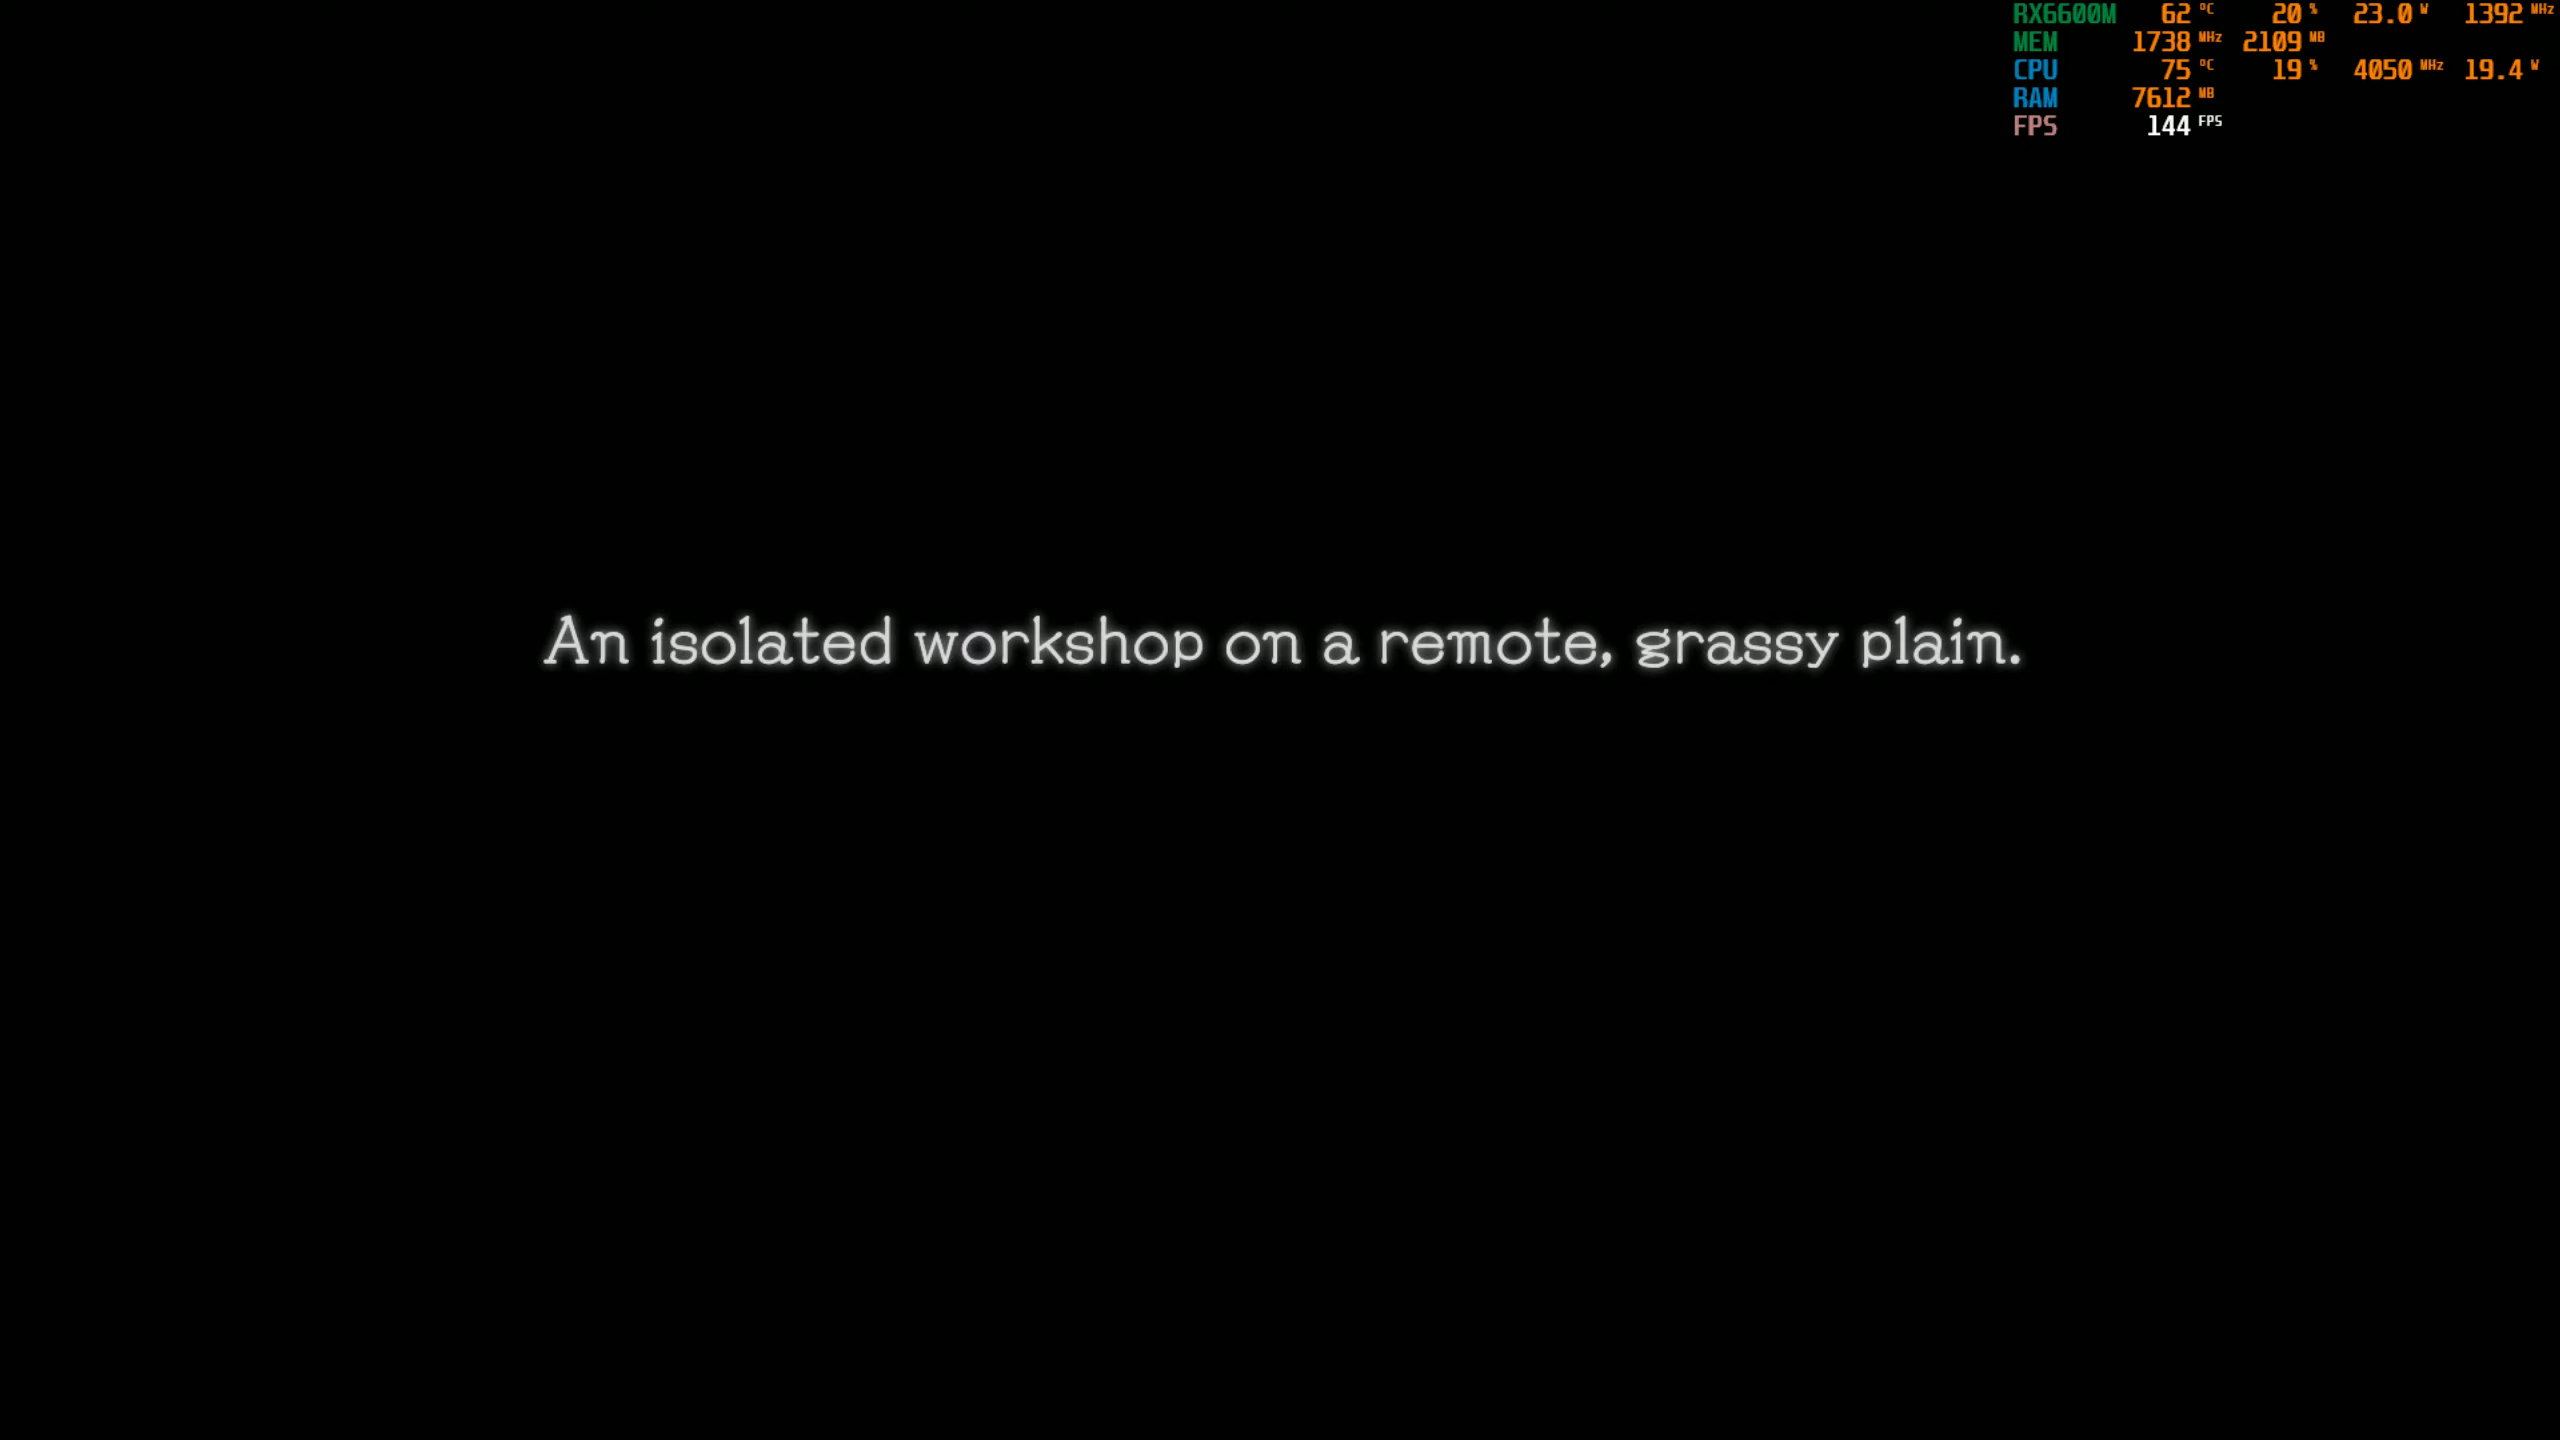 RX6600M 62 °C 20 % 23.0 W 1392 MHz
MEM 1738 MHz 2109 MB
CPU 75 °C 19 % 4050 MHz 19.4 W
RAM 7612 MB
FPS 144 FPS
An isolated workshop on a remote, grassy plain.